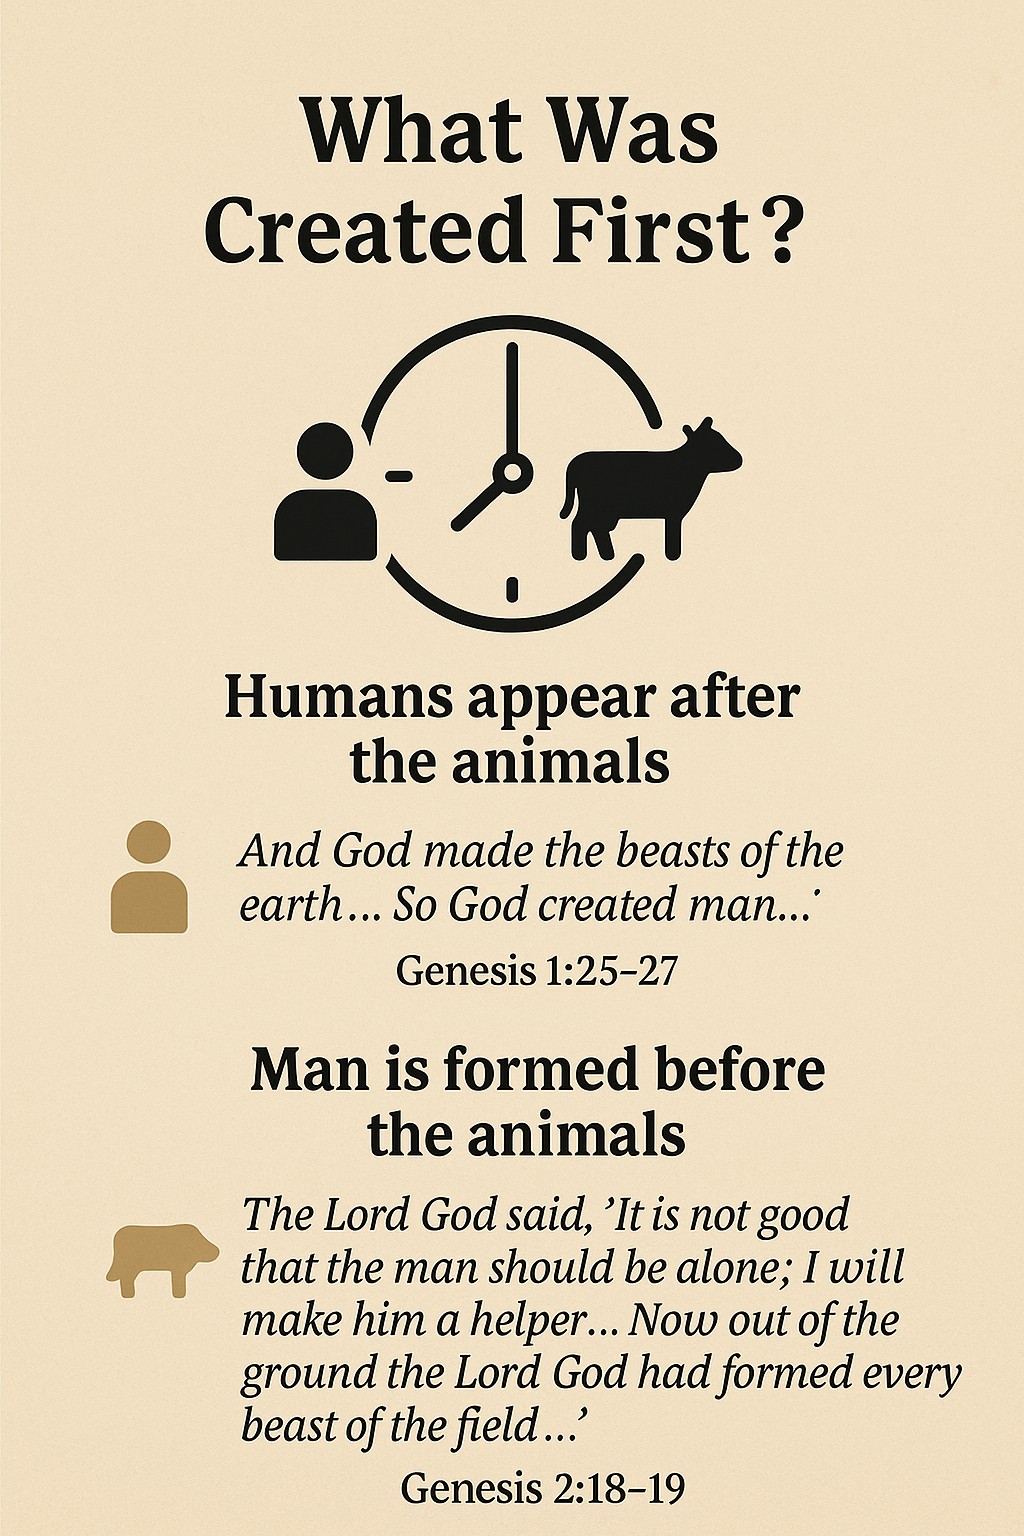 What Was
Created First?
Humans appear after
the animals
And God made the beasts of the
earth... So God created man...˙
Genesis 1:25–27
Man is formed before
the animals
The Lord God said, ’It is not good
that the man should be alone; I will
make him a helper... Now out of the
ground the Lord God had formed every
beast of the field...’
Genesis 2:18–19